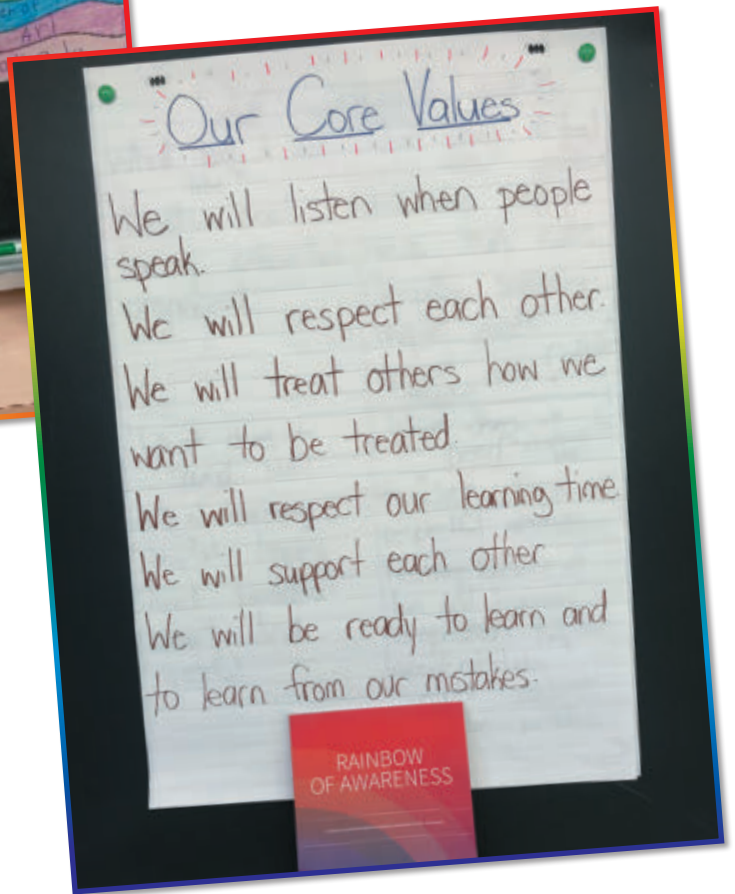 Art
Our Core Values
We will listen when people
speak.
We will respect each other.
We will treat others how we
want to be treated.
We will respect our learning time.
We will support each other
We will be ready to learn and
to learn from our mstakes.
RAINBOW
OF AWARENESS